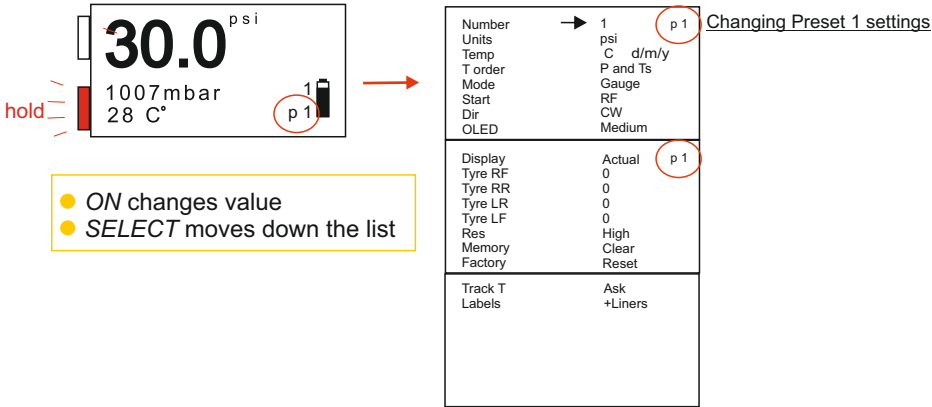 30.0 psi
1007mbar 1
28 C° p 1
hold
ON changes value
SELECT moves down the list
Number 1 p 1
Units psi
Temp C d/m/y
T order P and Ts
Mode Gauge
Start RF
Dir CW
OLED Medium
Display Actual p 1
Tyre RF 0
Tyre RR 0
Tyre LR 0
Tyre LF 0
Res High
Memory Clear
Factory Reset
Track T Ask
Labels +Liners
Changing Preset 1 settings